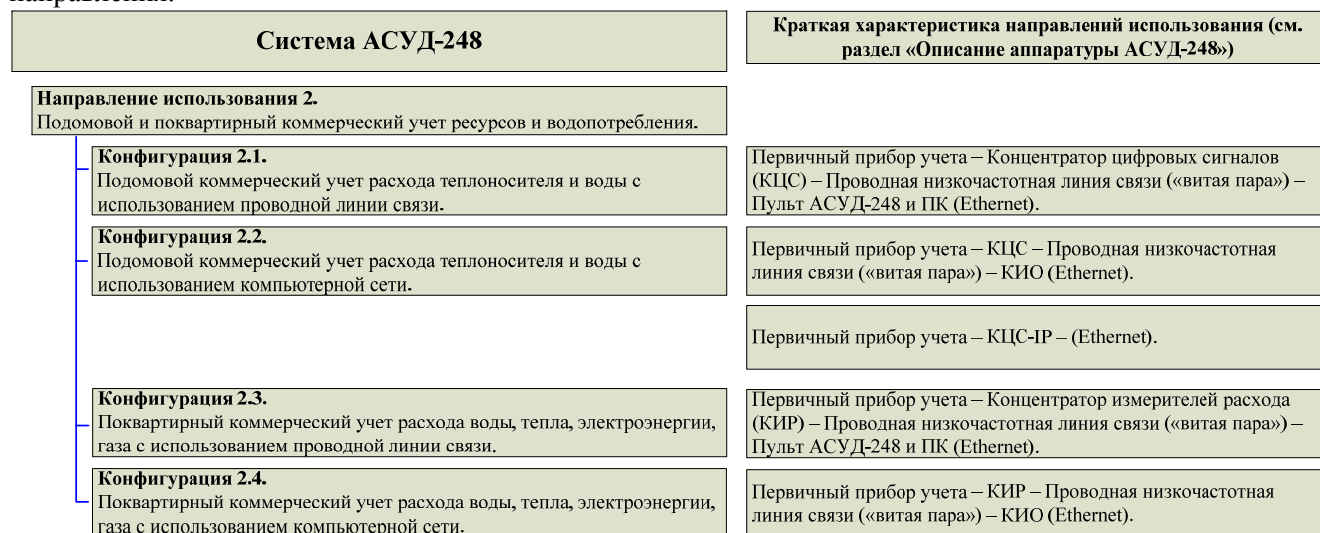 направления.
Система АСУД-248
Краткая характеристика направлений использования (см.
раздел «Описание аппаратуры АСУД-248»)
Направление использования 2.
Подомовой и поквартирный коммерческий учет ресурсов и водопотребления.
Конфигурация 2.1.
Подомовой коммерческий учет расхода теплоносителя и воды с
использованием проводной линии связи.
Первичный прибор учета – Концентратор цифровых сигналов
(КЦС) – Проводная низкочастотная линия связи («витая пара») –
Пульт АСУД-248 и ПК (Ethernet).
Конфигурация 2.2.
Подомовой коммерческий учет расхода теплоносителя и воды с
использованием компьютерной сети.
Первичный прибор учета – КЦС – Проводная низкочастотная
линия связи («витая пара») – КИО (Ethernet).
Первичный прибор учета – КЦС-IP – (Ethernet).
Конфигурация 2.3.
Поквартирный коммерческий учет расхода воды, тепла, электроэнергии,
газа с использованием проводной линии связи.
Первичный прибор учета – Концентратор измерителей расхода
(КИР) – Проводная низкочастотная линия связи («витая пара») –
Пульт АСУД-248 и ПК (Ethernet).
Конфигурация 2.4.
Поквартирный коммерческий учет расхода воды, тепла, электроэнергии,
газа с использованием компьютерной сети.
Первичный прибор учета – КИР – Проводная низкочастотная
линия связи («витая пара») – КИО (Ethernet).